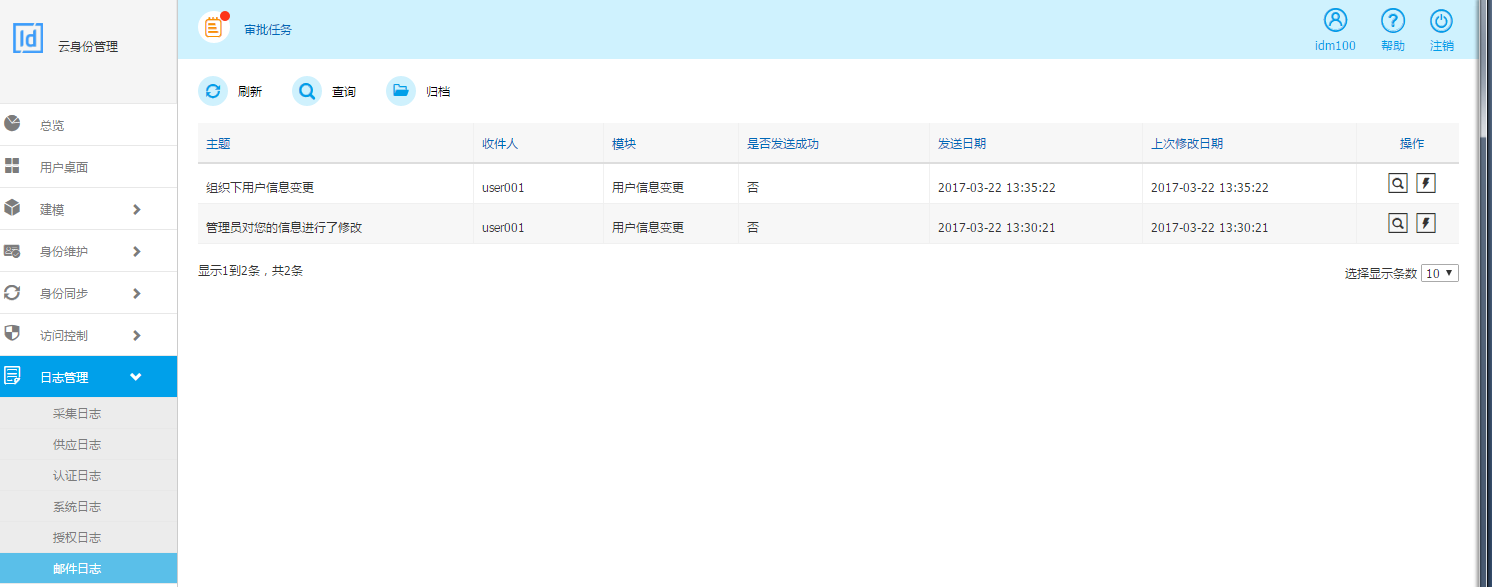 Id 云身份管理
审批任务
idm100 帮助 注销
刷新 查询 归档
总览
用户桌面
建模
身份维护
身份同步
访问控制
日志管理
采集日志
供应日志
认证日志
系统日志
授权日志
邮件日志
主题 收件人 模块 是否发送成功 发送日期 上次修改日期 操作
组织下用户信息变更 user001 用户信息变更 否 2017-03-22 13:35:22 2017-03-22 13:35:22
管理员对您的信息进行了修改 user001 用户信息变更 否 2017-03-22 13:30:21 2017-03-22 13:30:21
显示1到2条，共2条 选择显示条数 10